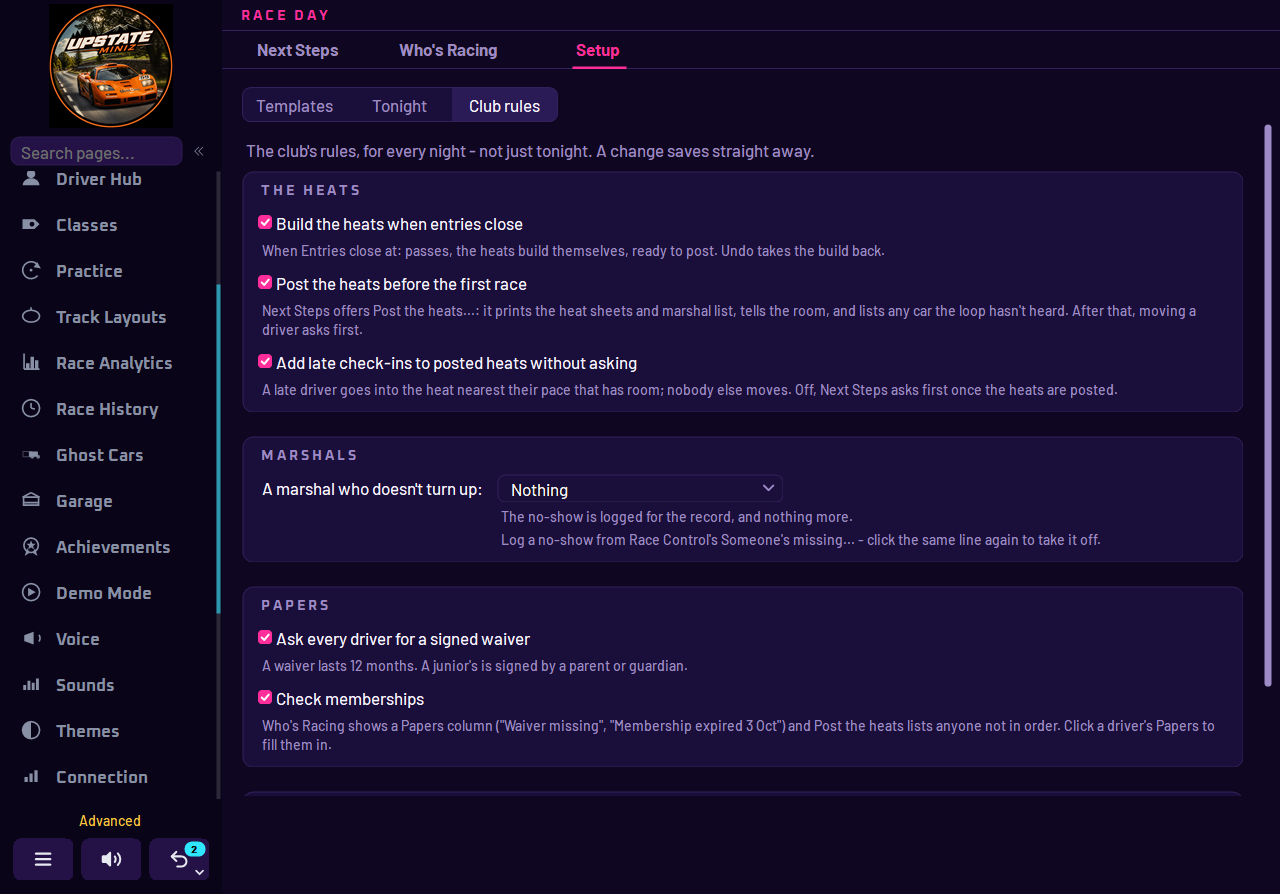 UPSTATE
MINIZ
RACE DAY
Next Steps
Who's Racing
Setup
Templates
Tonight
Club rules
Search pages...
«
Driver Hub
Classes
Practice
Track Layouts
Race Analytics
Race History
Ghost Cars
Garage
Achievements
Demo Mode
Voice
Sounds
Themes
Connection
Advanced
2
The club's rules, for every night - not just tonight. A change saves straight away.
THE HEATS
Build the heats when entries close
When Entries close at: passes, the heats build themselves, ready to post. Undo takes the build back.
Post the heats before the first race
Next Steps offers Post the heats...: it prints the heat sheets and marshal list, tells the room, and lists any car the loop hasn't heard. After that, moving a
driver asks first.
Add late check-ins to posted heats without asking
A late driver goes into the heat nearest their pace that has room; nobody else moves. Off, Next Steps asks first once the heats are posted.
MARSHALS
A marshal who doesn't turn up:
Nothing
The no-show is logged for the record, and nothing more.
Log a no-show from Race Control's Someone's missing... - click the same line again to take it off.
PAPERS
Ask every driver for a signed waiver
A waiver lasts 12 months. A junior's is signed by a parent or guardian.
Check memberships
Who's Racing shows a Papers column ("Waiver missing", "Membership expired 3 Oct") and Post the heats lists anyone not in order. Click a driver's Papers to
fill them in.